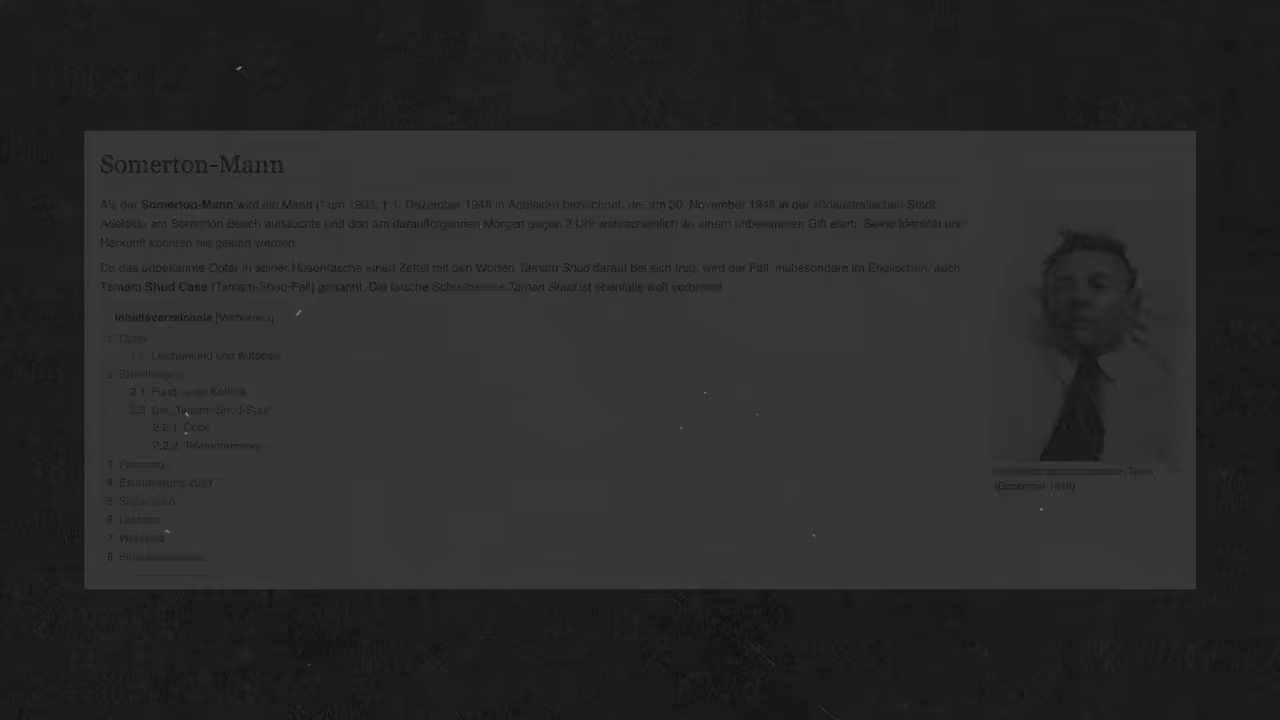 Somerton-Mann
Als der Somerton-Mann wird ein Mann (* um 1903; † 1. Dezember 1948 in Adelaide) bezeichnet, der am 30. November 1948 in der südaustralischen Stadt
Adelaide am Somerton Beach auftauchte und dort am darauffolgenden Morgen gegen 2 Uhr wahrscheinlich an einem unbekannten Gift starb. Seine Identität und
Herkunft konnten nie geklärt werden.
Da das unbekannte Opfer in seiner Hosentasche einen Zettel mit den Worten Tamam Shud darauf bei sich trug, wird der Fall, insbesondere im Englischen, auch
Tamam Shud Case (Tamam-Shud-Fall) genannt. Die falsche Schreibweise Taman Shud ist ebenfalls weit verbreitet.
Inhaltsverzeichnis [Verbergen]
1 Opfer
Leichenfund und Autopsie
2 Ermittlungen
2.1 Fund eines Koffers
2.2 Die „Tamam-Shud-Spur"
2.2.1 Code
2.2.2 Telefonnummer
3
4 Exhumierung 2021
5
6 Literatur
7 Weblinks
8 Einzelnachweise
(Dezember 1948)